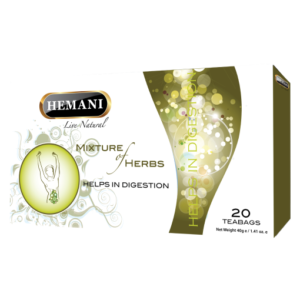 HEMANI
Live Natural
MIXTURE
of HERBS
HELPS IN DIGESTION
HELPS IN DIGESTION
20
TEABAGS
Net Weight 40g e / 1.41 oz. e